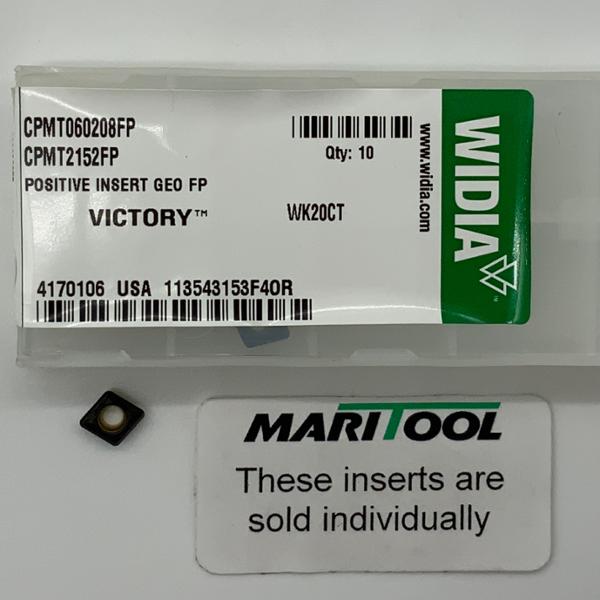 CPMT060208FP
CPMT2152FP
Qty: 10
POSITIVE INSERT GEO FP
VICTORY™ WK20CT
4170106 USA 113543153F40R
www.widia.com
WIDIA™
MARITOOL
These inserts are
sold individually